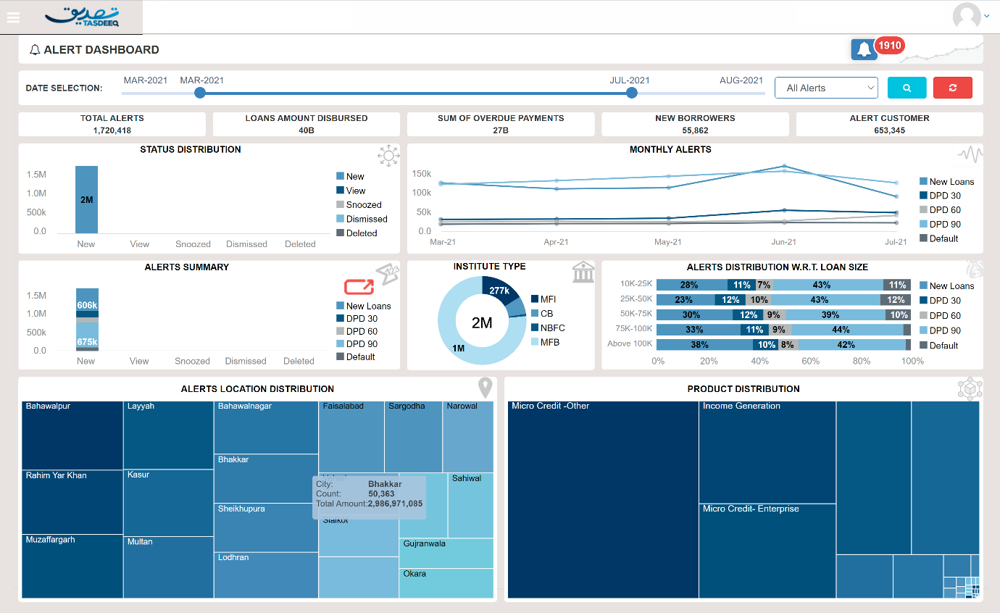 تصديق
TASDEEQ
ALERT DASHBOARD
1910
DATE SELECTION:
MAR-2021
MAR-2021
JUL-2021
AUG-2021
All Alerts
TOTAL ALERTS
1,720,418
LOANS AMOUNT DISBURSED
40B
SUM OF OVERDUE PAYMENTS
27B
NEW BORROWERS
55,862
ALERT CUSTOMER
653,345
STATUS DISTRIBUTION
1.5M
1.0M
500k
0.0
2M
New
View
Snoozed
Dismissed
Deleted
New
View
Snoozed
Dismissed
Deleted
MONTHLY ALERTS
150k
100k
50k
0.0
Mar-21
Apr-21
May-21
Jun-21
Jul-21
New Loans
DPD 30
DPD 60
DPD 90
Default
ALERTS SUMMARY
123
1.5M
1.0M
500k
0.0
606k
675k
New
View
Snoozed
Dismissed
Deleted
New Loans
DPD 30
DPD 60
DPD 90
Default
INSTITUTE TYPE
277k
2M
1M
MFI
CB
NBFC
MFB
ALERTS DISTRIBUTION W.R.T. LOAN SIZE
10K-25K 28% 11% 7% 43% 11%
25K-50K 23% 12% 10% 43% 12%
50K-75K 30% 12% 9% 39% 10%
75K-100K 33% 11% 9% 44%
Above 100K 38% 10% 8% 42%
0% 20% 40% 60% 80% 100%
New Loans
DPD 30
DPD 60
DPD 90
Default
ALERTS LOCATION DISTRIBUTION
Bahawalpur
Rahim Yar Khan
Muzaffargarh
Layyah
Kasur
Multan
Bahawalnagar
Bhakkar
Sheikhupura
Lodhran
Faisalabad
Sargodha
Narowal
City: Bhakkar
Count: 50,363
Total Amount:2,986,971,085
Sialkot
Sahiwal
Gujranwala
Okara
PRODUCT DISTRIBUTION
Micro Credit -Other
Income Generation
Micro Credit- Enterprise